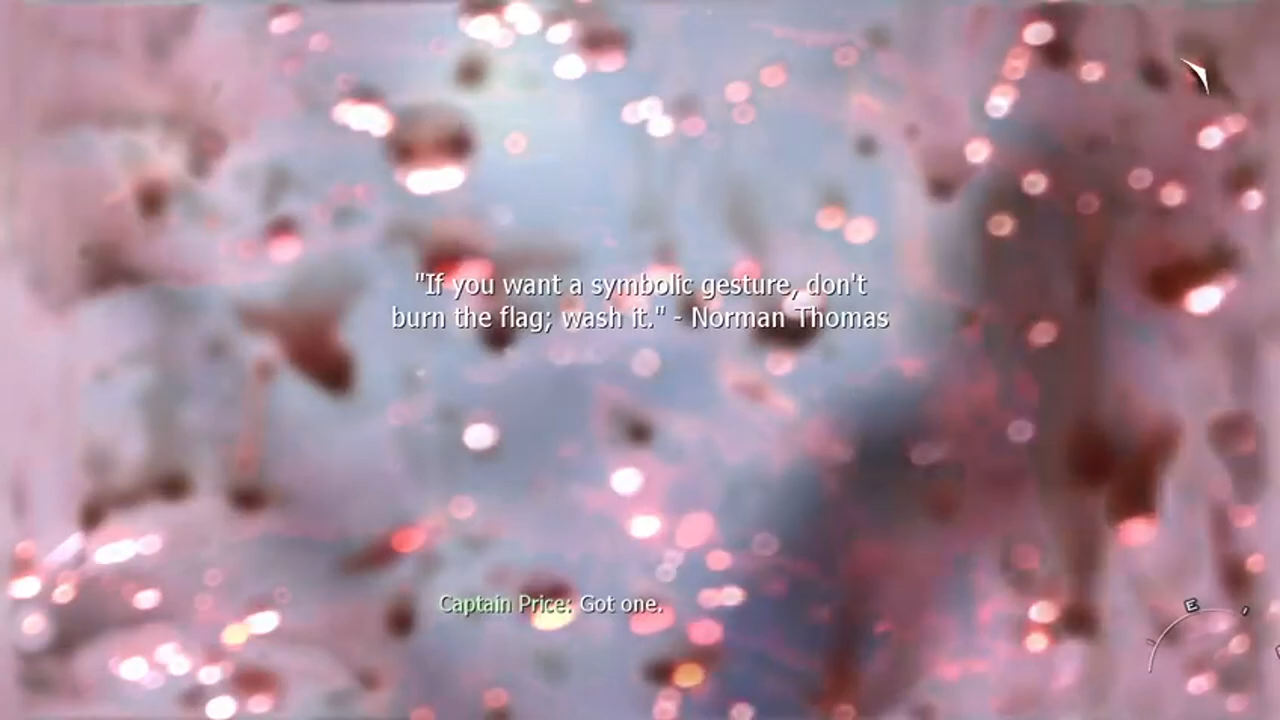 "If you want a symbolic gesture, don't
burn the flag; wash it." - Norman Thomas
Captain Price: Got one.
E